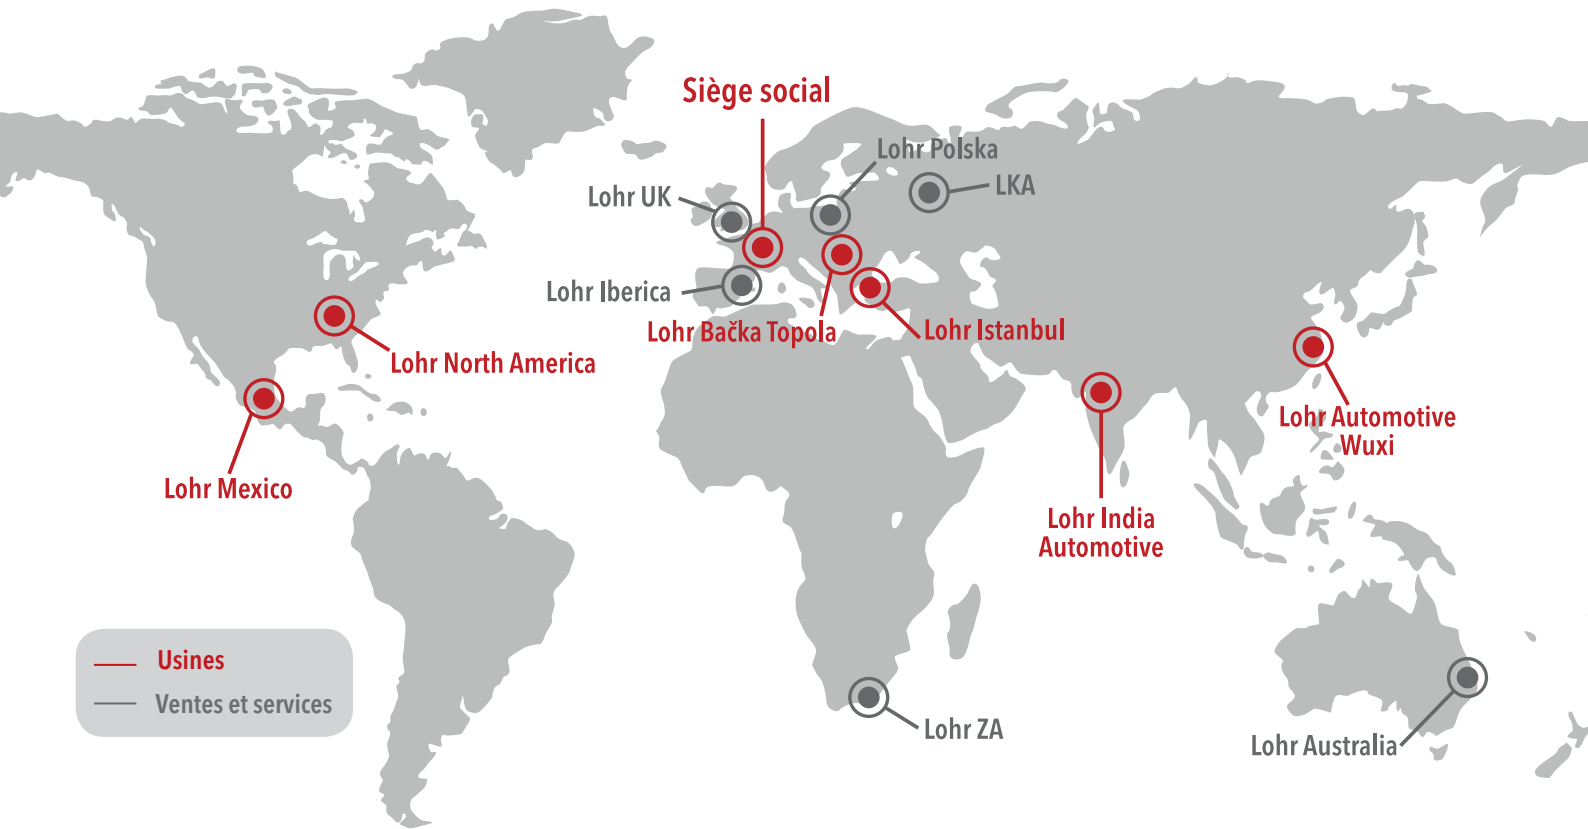 Siège social
Lohr Polska
LKA
Lohr UK
Lohr Iberica
Lohr Bačka Topola
Lohr Istanbul
Lohr North America
Lohr Automotive
Wuxi
Lohr Mexico
Lohr India
Automotive
Usines
Ventes et services
Lohr ZA
Lohr Australia